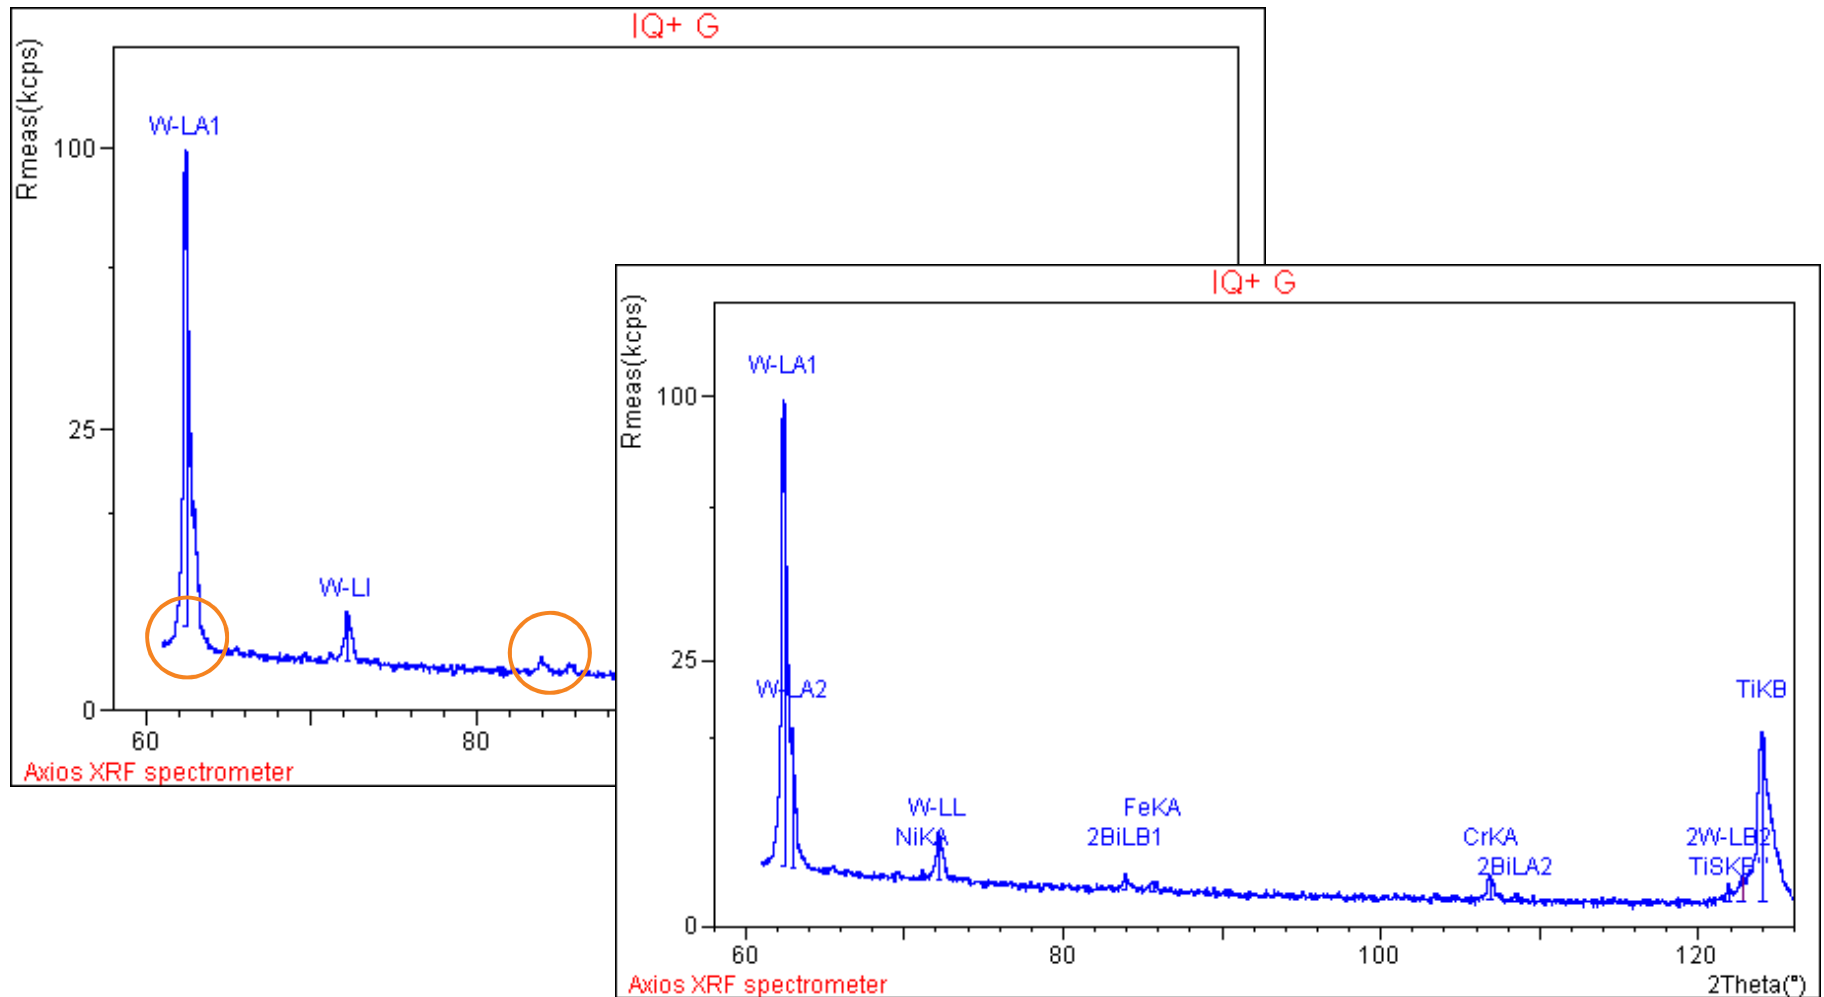 IQ+ G
Rmeas(kcps)
W-LA1
100
25
W-LI
0
60
80
Axios XRF spectrometer
IQ+ G
Rmeas(kcps)
W-LA1
100
25
W-LA2
TiKB
W-LL
FeKA
NiKA
2BiLB1
CrKA
2W-LB2
2BiLA2
TiSKB
0
60
80
100
120
Axios XRF spectrometer
2Theta(°)